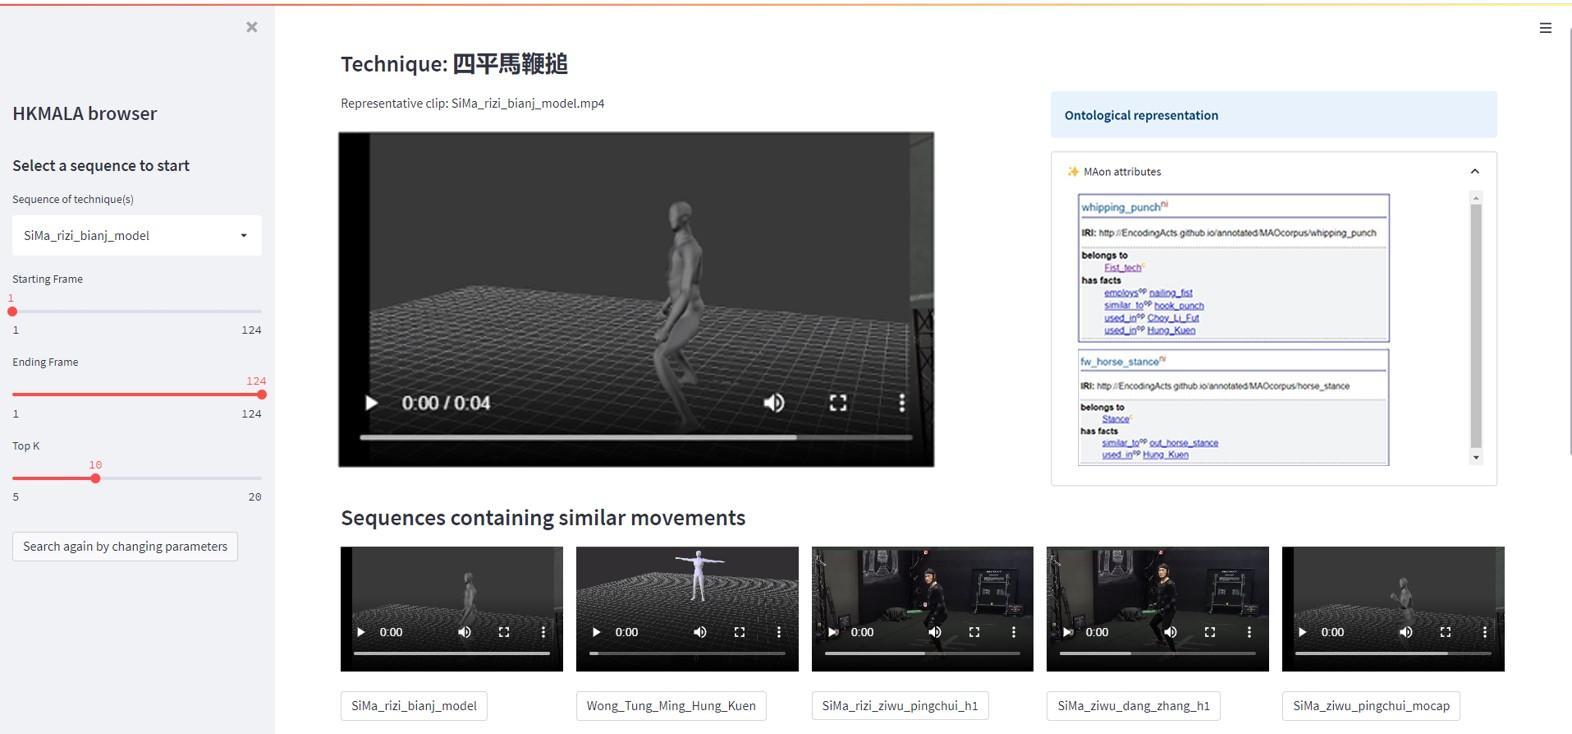 HKMALA browser
Select a sequence to start
Sequence of technique(s)
SiMa_rizi_bianj_model
Starting Frame
1
1 124
Ending Frame
124
1 124
Top K
10
5 20
Search again by changing parameters
Technique: 四平馬鞭搥
Representative clip: SiMa_rizi_bianj_model.mp4
0:00 / 0:04
Ontological representation
✨ MAon attributes
whipping_punch ni
IRI: http://EncodingActs.github.io/annotated/MAOcorpus/whipping_punch
belongs to
Fist_tech c
has facts
employs op nailing_fist
similar_to op hook_punch
used_in op Choy_Li_Fut
used_in op Hung_Kuen
fw_horse_stance ni
IRI: http://EncodingActs.github.io/annotated/MAOcorpus/horse_stance
belongs to
Stance c
has facts
similar_to op out_horse_stance
used_in op Hung_Kuen
Sequences containing similar movements
0:00 0:00 0:00 0:00 0:00
SiMa_rizi_bianj_model Wong_Tung_Ming_Hung_Kuen SiMa_rizi_ziwu_pingchui_h1 SiMa_ziwu_dang_zhang_h1 SiMa_ziwu_pingchui_mocap